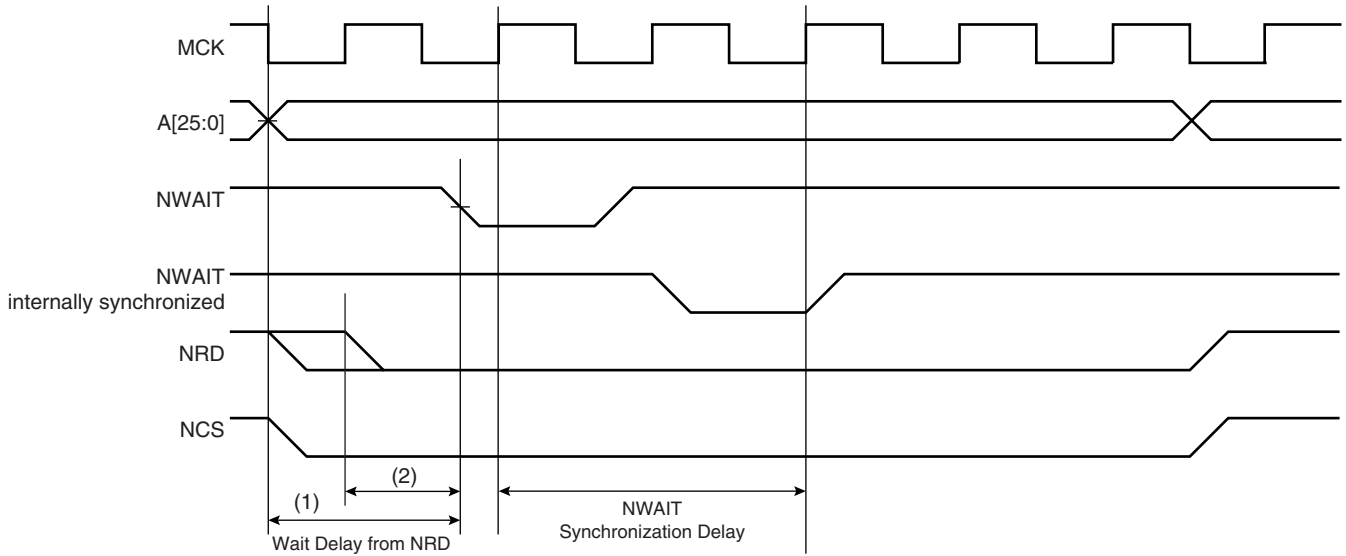 MCK
A[25:0]
NWAIT
NWAIT
internally synchronized
NRD
NCS
(1)
(2)
Wait Delay from NRD
NWAIT
Synchronization Delay